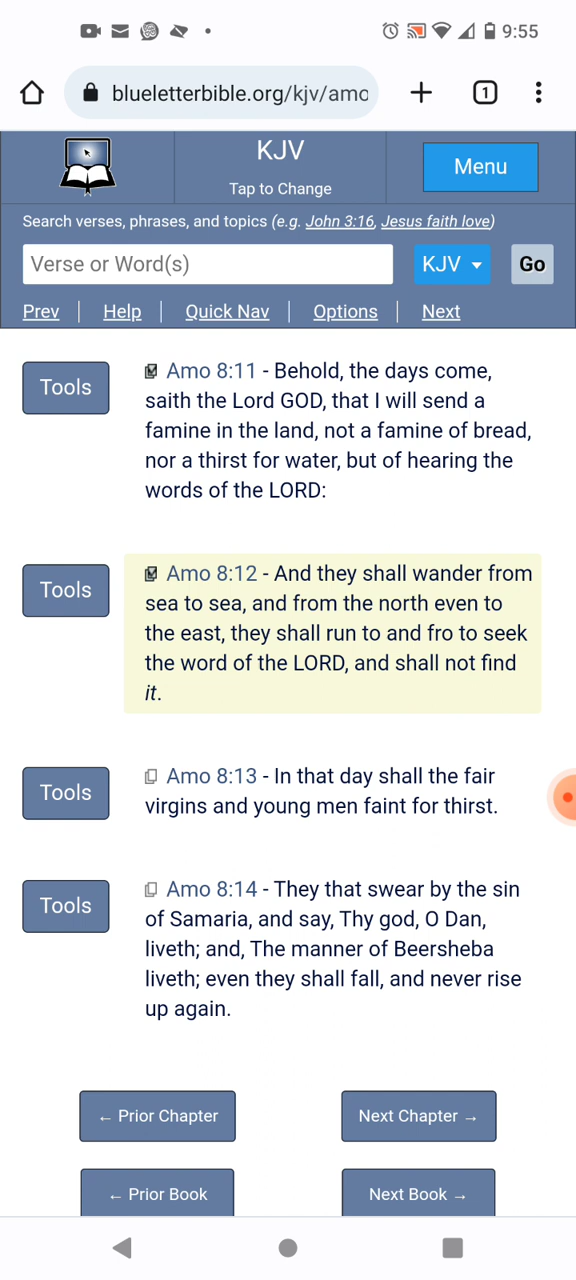 9:55
blueletterbible.org/kjv/amo
1
KJV
Tap to Change
Menu
Search verses, phrases, and topics (e.g. John 3:16, Jesus faith love)
Verse or Word(s)
KJV
Go
Prev | Help | Quick Nav | Options | Next
Tools
Amo 8:11 - Behold, the days come,
saith the Lord GOD, that I will send a
famine in the land, not a famine of bread,
nor a thirst for water, but of hearing the
words of the LORD:
Tools
Amo 8:12 - And they shall wander from
sea to sea, and from the north even to
the east, they shall run to and fro to seek
the word of the LORD, and shall not find
it.
Tools
Amo 8:13 - In that day shall the fair
virgins and young men faint for thirst.
Tools
Amo 8:14 - They that swear by the sin
of Samaria, and say, Thy god, O Dan,
liveth; and, The manner of Beersheba
liveth; even they shall fall, and never rise
up again.
← Prior Chapter
Next Chapter →
← Prior Book
Next Book →